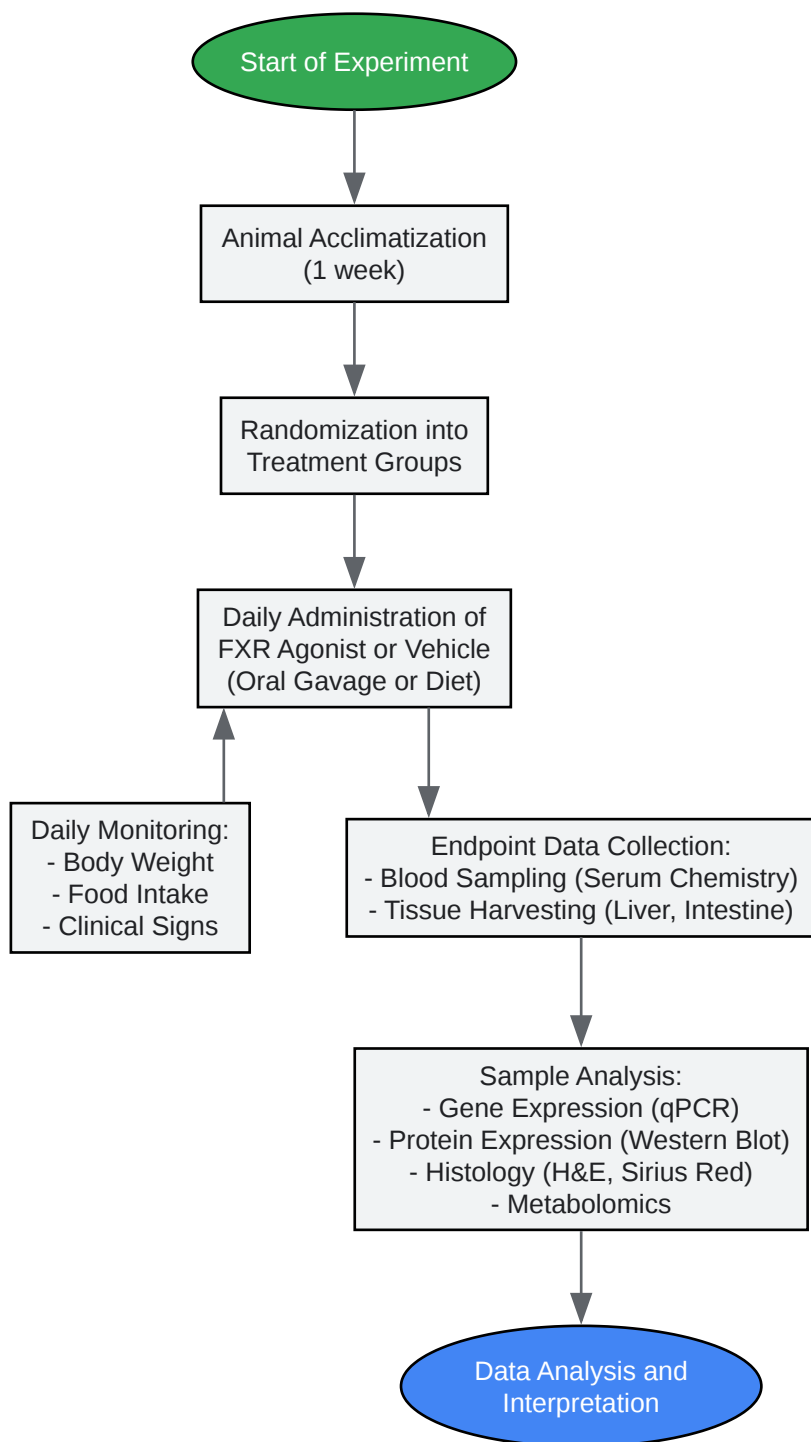 Start of Experiment
Animal Acclimatization
(1 week)
Randomization into
Treatment Groups
Daily Administration of
FXR Agonist or Vehicle
(Oral Gavage or Diet)
Daily Monitoring:
- Body Weight
- Food Intake
- Clinical Signs
Endpoint Data Collection:
- Blood Sampling (Serum Chemistry)
- Tissue Harvesting (Liver, Intestine)
Sample Analysis:
- Gene Expression (qPCR)
- Protein Expression (Western Blot)
- Histology (H&E, Sirius Red)
- Metabolomics
Data Analysis and
Interpretation